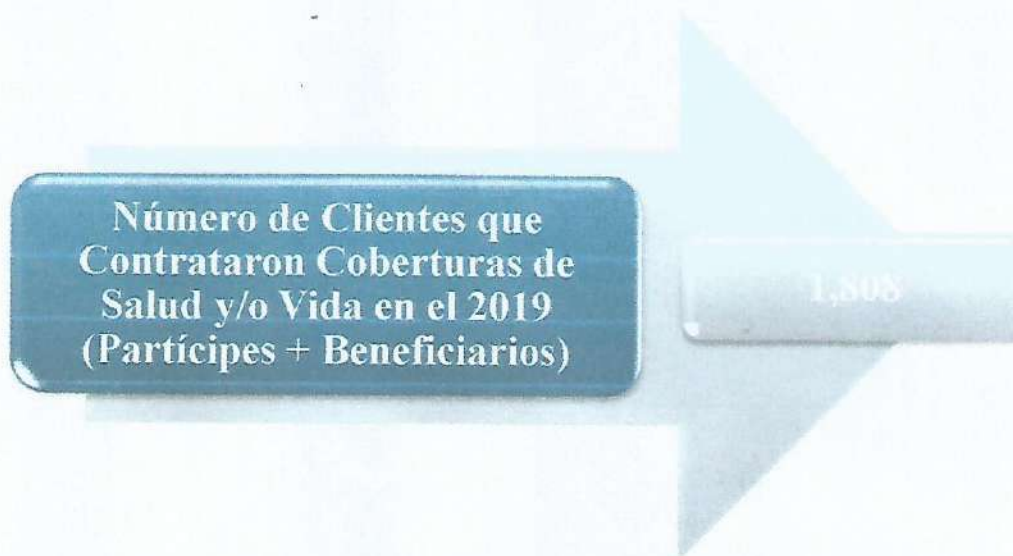 Número de Clientes que
Contrataron Coberturas de
Salud y/o Vida en el 2019
(Partícipes + Beneficiarios)
1,808